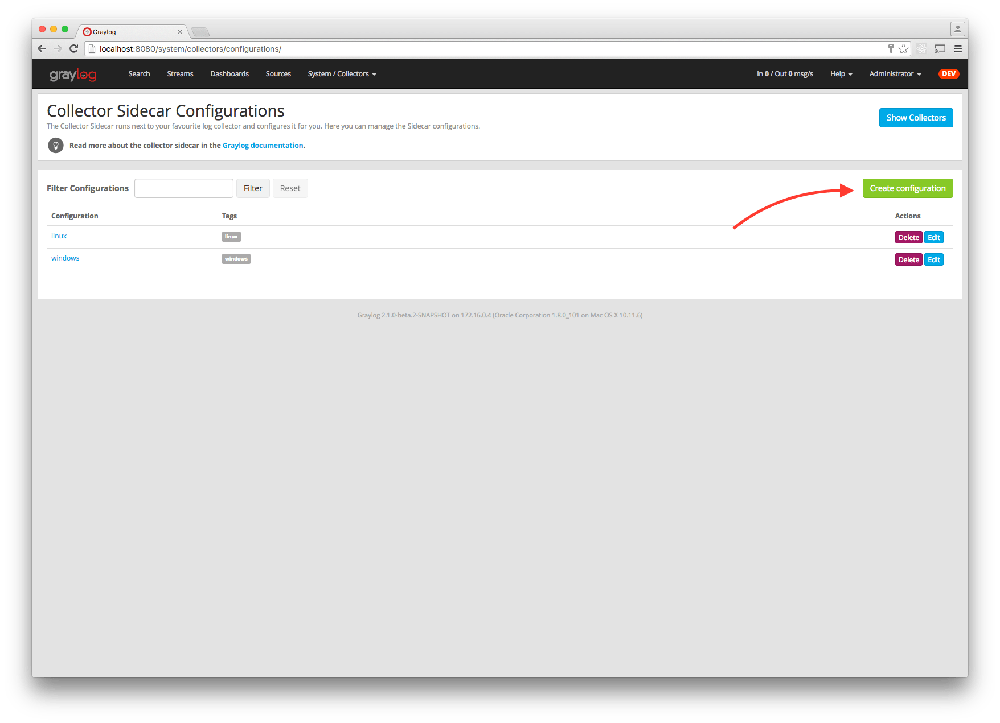 Graylog
localhost:8080/system/collectors/configurations/
graylog Search Streams Dashboards Sources System / Collectors In 0 / Out 0 msg/s Help Administrator DEV
Collector Sidecar Configurations
The Collector Sidecar runs next to your favourite log collector and configures it for you. Here you can manage the Sidecar configurations.
Show Collectors
Read more about the collector sidecar in the Graylog documentation.
Filter Configurations Filter Reset Create configuration
Configuration Tags Actions
linux linux Delete Edit
windows windows Delete Edit
Graylog 2.1.0-beta.2-SNAPSHOT on 172.16.0.4 (Oracle Corporation 1.8.0_101 on Mac OS X 10.11.6)